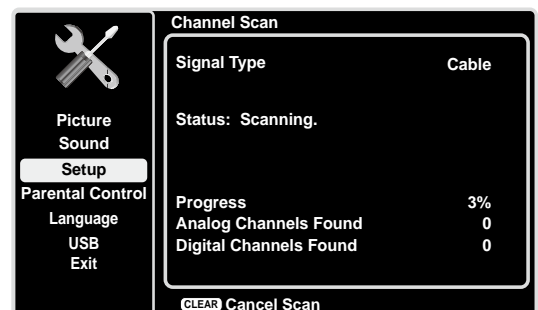 Channel Scan
Signal Type Cable
Status: Scanning.
Progress 3%
Analog Channels Found 0
Digital Channels Found 0
CLEAR Cancel Scan
Picture
Sound
Setup
Parental Control
Language
USB
Exit